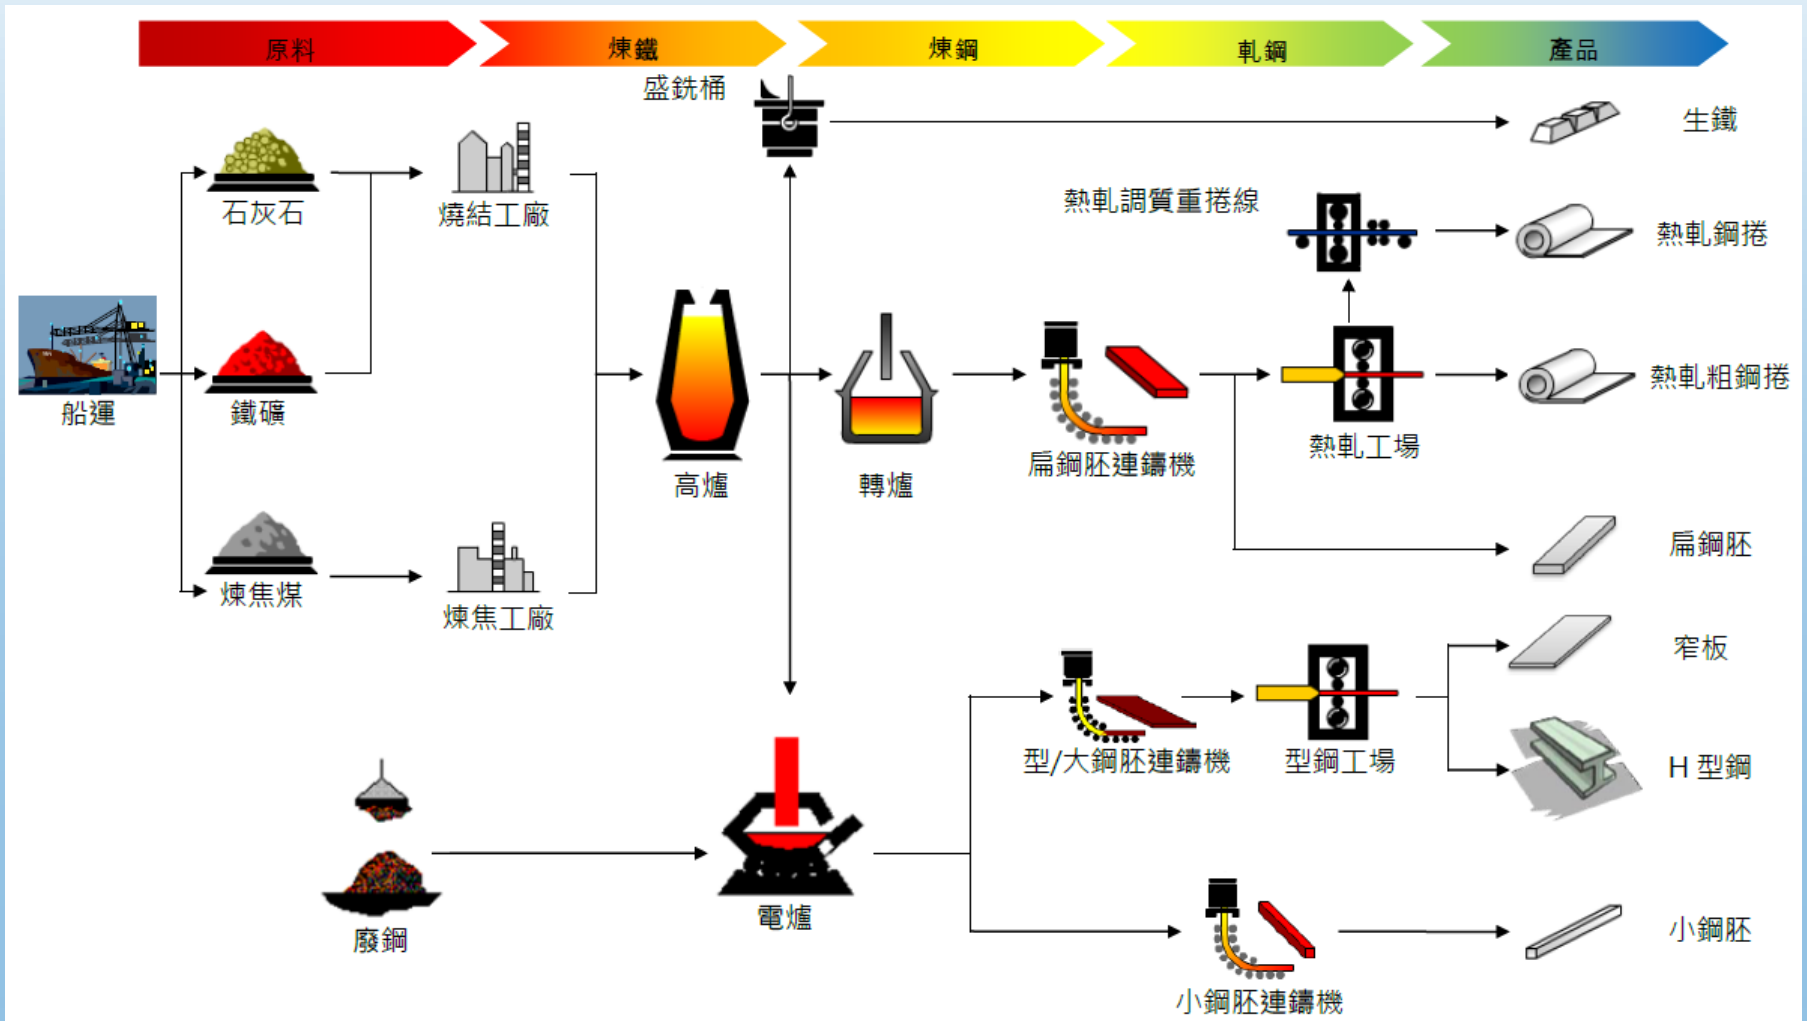 原料
煉鐵
煉鋼
軋鋼
產品
盛銑桶
生鐵
石灰石
燒結工廠
熱軋調質重捲線
熱軋鋼捲
船運
鐵礦
高爐
轉爐
扁鋼胚連鑄機
熱軋工場
熱軋粗鋼捲
煉焦煤
煉焦工廠
扁鋼胚
窄板
型/大鋼胚連鑄機
型鋼工場
H 型鋼
廢鋼
電爐
小鋼胚連鑄機
小鋼胚